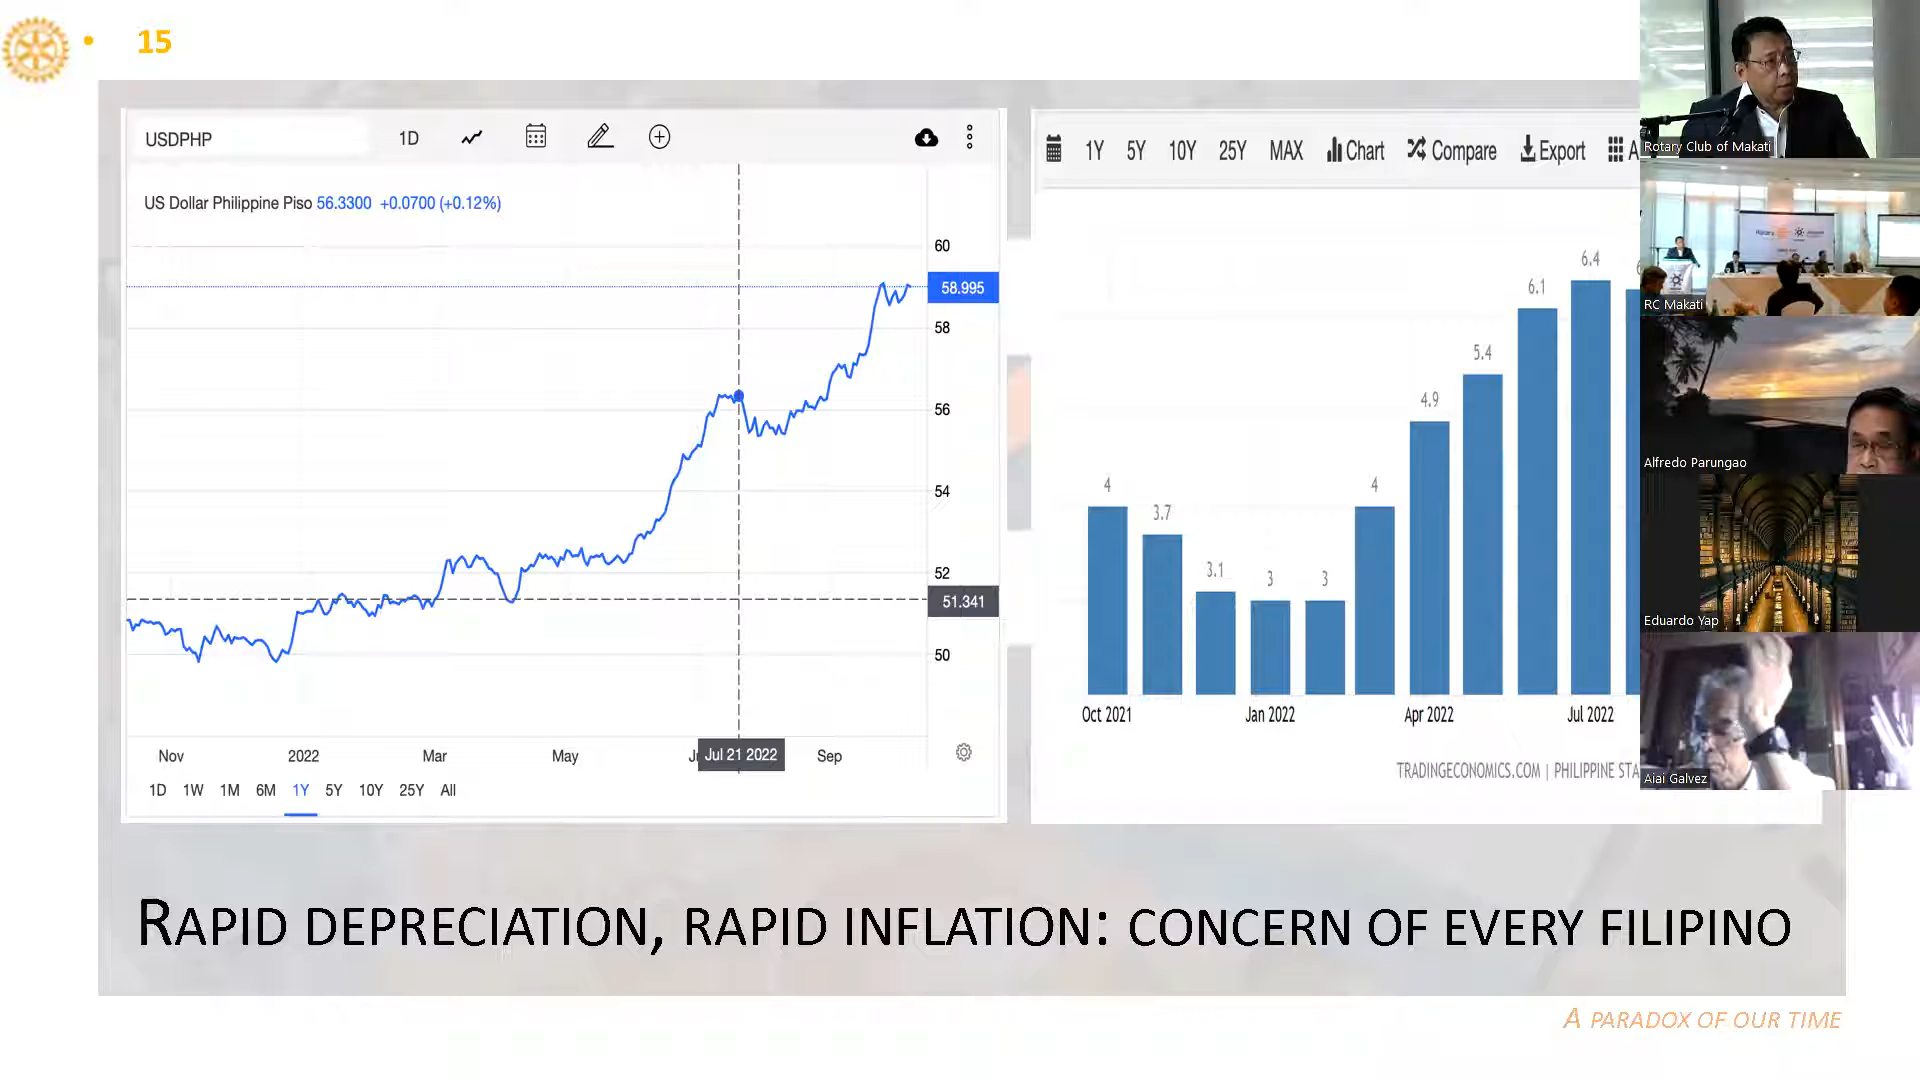 15
USDPHP 1D
US Dollar Philippine Piso 56.3300 +0.0700 (+0.12%)
60
58.995
58
56
54
52
51.341
50
Nov 2022 Mar May Jul 21 2022 Sep
1D 1W 1M 6M 1Y 5Y 10Y 25Y All
1Y 5Y 10Y 25Y MAX Chart Compare Export A
4 3.7 3.1 3 3 4 4.9 5.4 6.1 6.4
Oct 2021 Jan 2022 Apr 2022 Jul 2022
TRADINGECONOMICS.COM | PHILIPPINE STA
Rotary Club of Makati
RC Makati
Alfredo Parungao
Eduardo Yap
Aiai Galvez
RAPID DEPRECIATION, RAPID INFLATION: CONCERN OF EVERY FILIPINO
A PARADOX OF OUR TIME